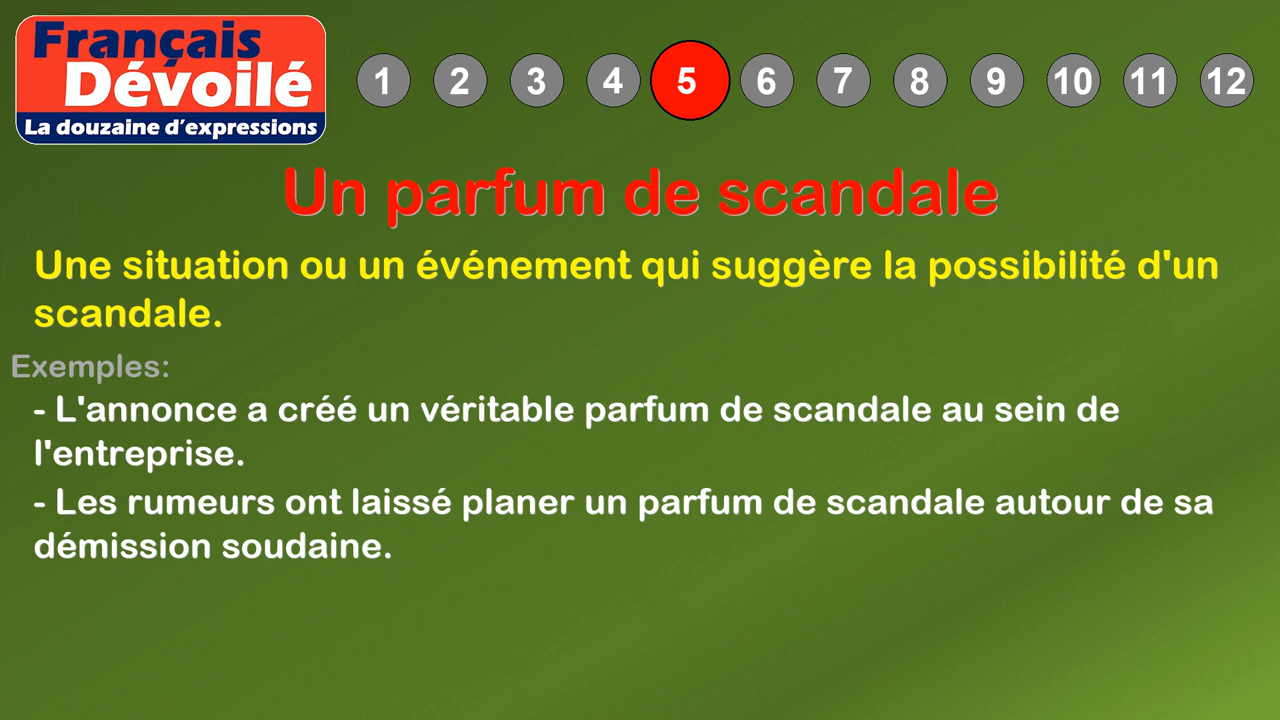 Français
Dévoilé
La douzaine d'expressions
1 2 3 4 5 6 7 8 9 10 11 12
Un parfum de scandale
Une situation ou un événement qui suggère la possibilité d'un
scandale.
Exemples:
- L'annonce a créé un véritable parfum de scandale au sein de
l'entreprise.
- Les rumeurs ont laissé planer un parfum de scandale autour de sa
démission soudaine.